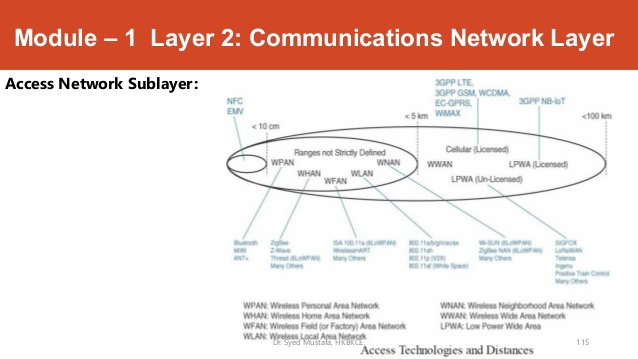 Module – 1  Layer 2: Communications Network Layer
Access Network Sublayer:
NFC
EMV
3GPP LTE,
3GPP GSM, WCDMA,
EC-GPRS,
WiMAX
3GPP NB-IoT
< 10 cm
< 5 km
<100 km
Ranges not Strictly Defined
Cellular (Licensed)
WPAN
WNAN
WWAN
LPWA (Licensed)
WHAN
WLAN
WFAN
LPWA (Un-Licensed)
Bluetooth
MiWi
ANT+
ZigBee
Z-Wave
Thread (6LoWPAN)
Many Others
ISA 100.11a (6LoWPAN)
WirelessHART
Many Others
802.11a/b/g/n/ac/ax
802.11ah
802.11p (V2X)
802.11af (White Space)
Wi-SUN (6LoWPAN)
ZigBee NAN (6LoWPAN)
Many Others
SIGFOX
LoRaWAN
Telensa
Ingenu
Positive Train Control
Many Others
WPAN: Wireless Personal Area Network
WHAN: Wireless Home Area Network
WFAN: Wireless Field (or Factory) Area Network
WLAN: Wireless Local Area Network
WNAN: Wireless Neighborhood Area Network
WWAN: Wireless Wide Area Network
LPWA: Low Power Wide Area
Dr. Syed Mustafa, HKBKCE
115
Access Technologies and Distances